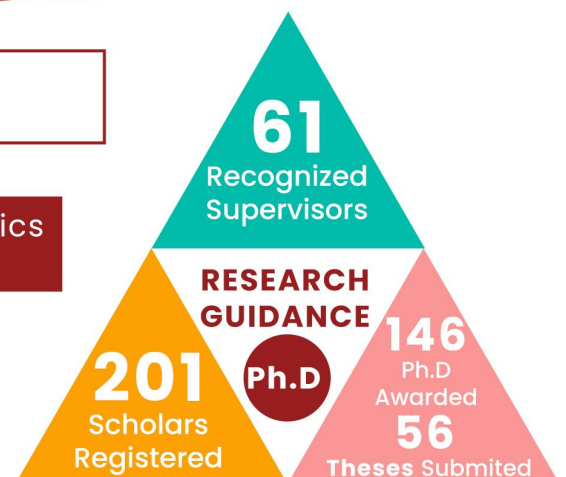 61
Recognized
Supervisors
ics
RESEARCH
GUIDANCE
Ph.D
201
Scholars
Registered
146
Ph.D
Awarded
56
Theses Submited